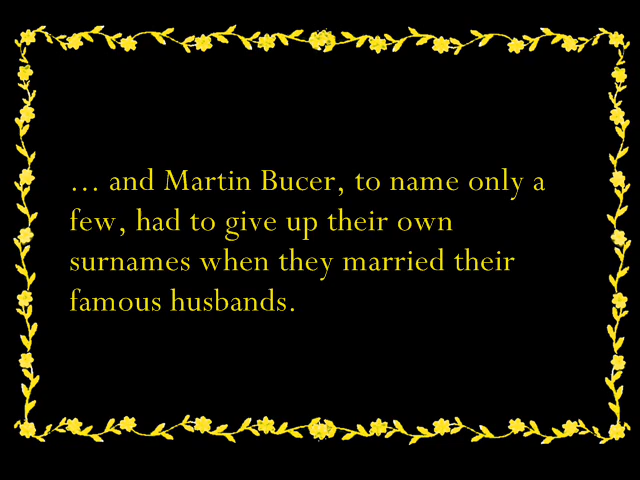 ... and Martin Bucer, to name only a
few, had to give up their own
surnames when they married their
famous husbands.